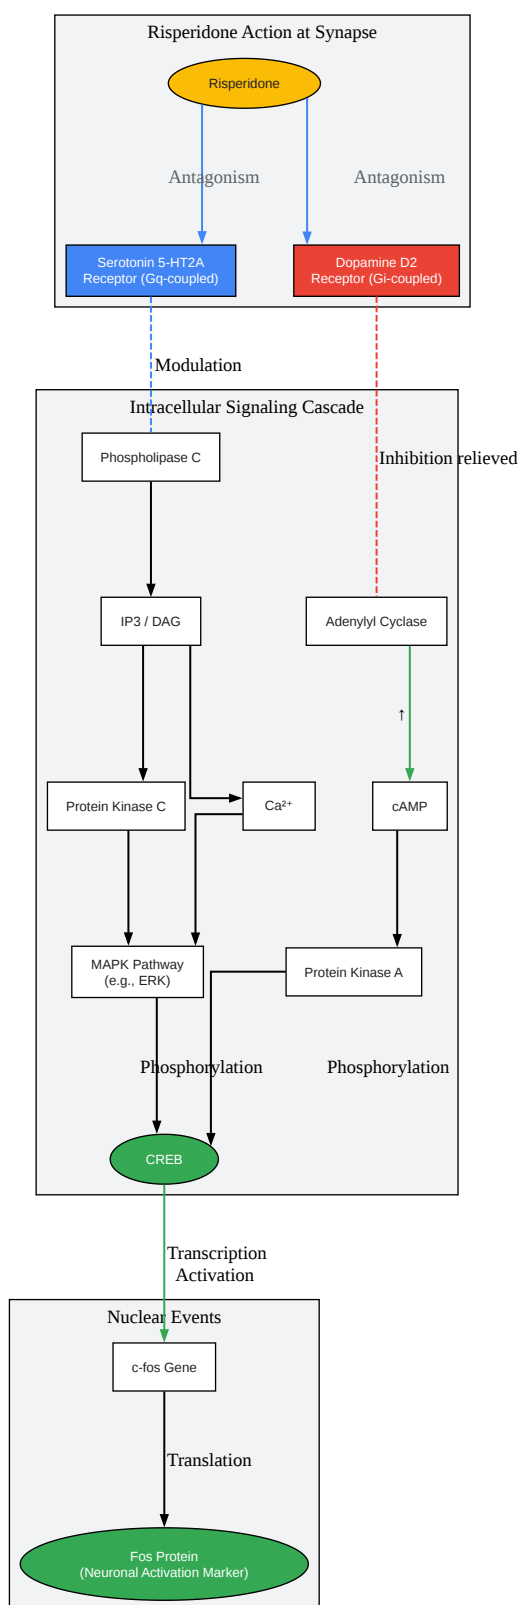 Risperidone Action at Synapse
Risperidone
Antagonism
Antagonism
Serotonin 5-HT2A
Receptor (Gq-coupled)
Dopamine D2
Receptor (Gi-coupled)
Modulation
Intracellular Signaling Cascade
Phospholipase C
Inhibition relieved
IP3 / DAG
Adenylyl Cyclase
↑
Protein Kinase C
Ca²⁺
cAMP
MAPK Pathway
(e.g., ERK)
Protein Kinase A
Phosphorylation
Phosphorylation
CREB
Transcription
Activation
Nuclear Events
c-fos Gene
Translation
Fos Protein
(Neuronal Activation Marker)